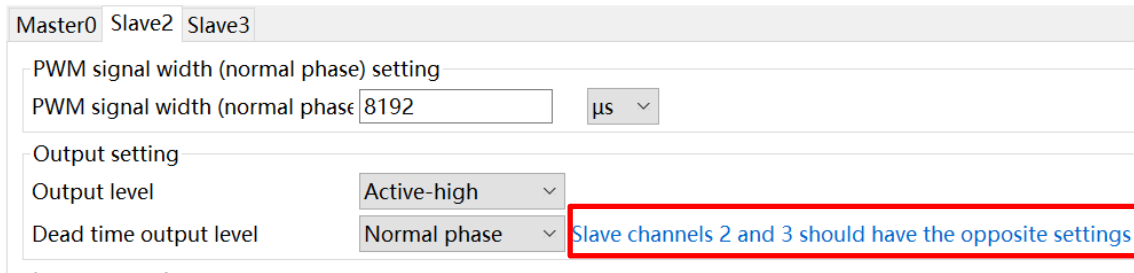 Master0 Slave2 Slave3
PWM signal width (normal phase) setting
PWM signal width (normal phase 8192 µs
Output setting
Output level Active-high
Dead time output level Normal phase Slave channels 2 and 3 should have the opposite settings